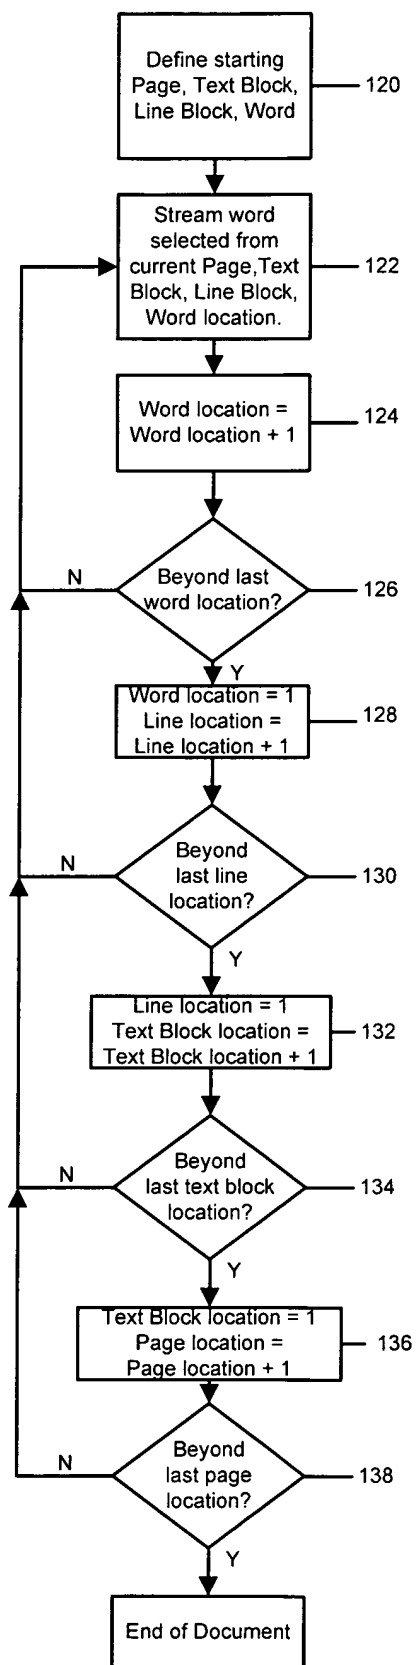 Define starting
Page, Text Block,
Line Block, Word
120
Stream word
selected from
current Page,Text
Block, Line Block,
Word location.
122
Word location =
Word location + 1
124
Beyond last
word location?
126
N
Y
Word location = 1
Line location =
Line location + 1
128
Beyond
last line
location?
130
N
Y
Line location = 1
Text Block location =
Text Block location + 1
132
Beyond
last text block
location?
134
N
Y
Text Block location = 1
Page location =
Page location + 1
136
Beyond
last page
location?
138
N
Y
End of Document